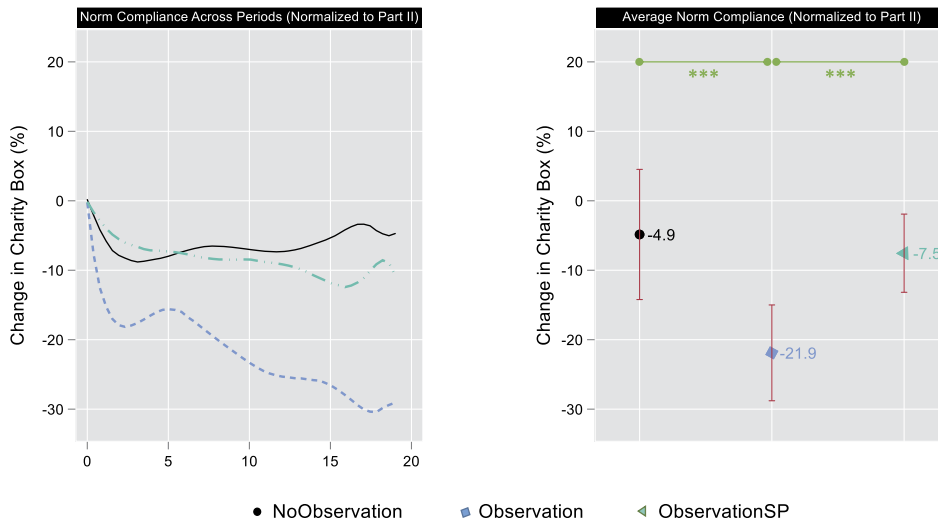 Norm Compliance Across Periods (Normalized to Part II)
Change in Charity Box (%)
20
10
0
-10
-20
-30
0 5 10 15 20
Average Norm Compliance (Normalized to Part II)
Change in Charity Box (%)
20
10
0
-10
-20
-30
*** ***
-4.9
-21.9
-7.5
NoObservation Observation ObservationSP